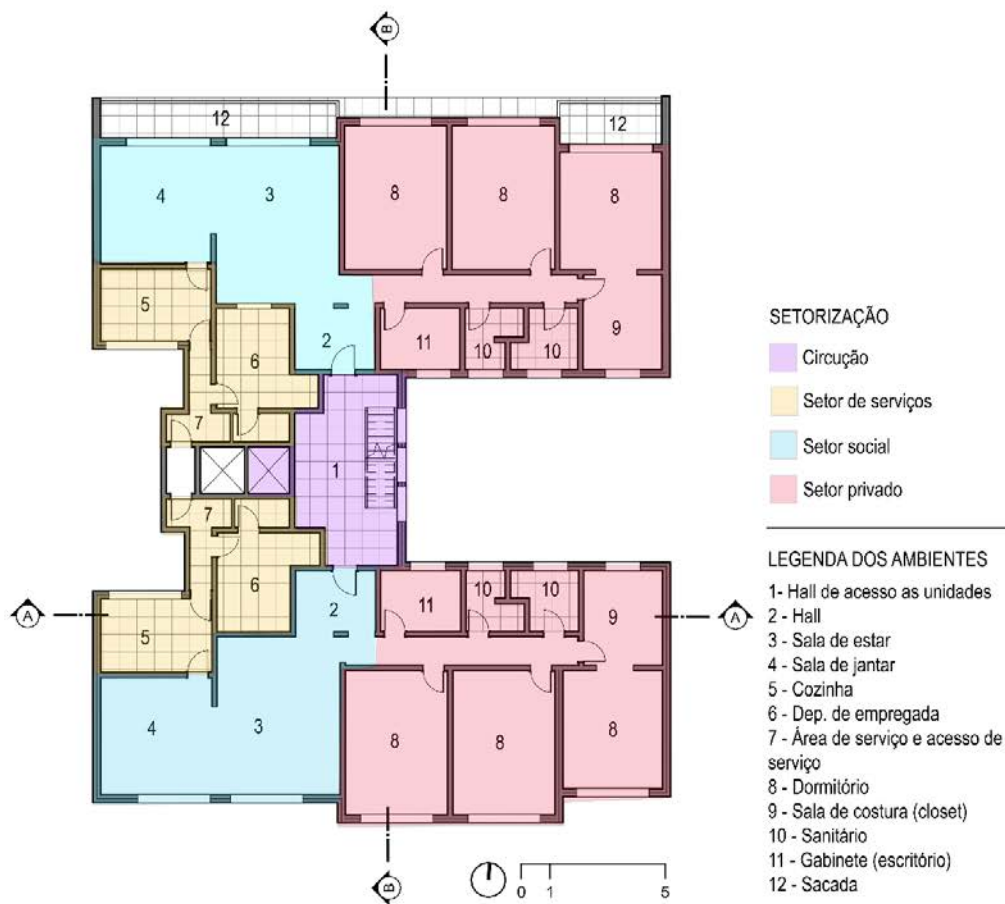 B
12
12
4
3
8
8
8
5
6
2
11
10
10
9
7
1
7
6
2
11
10
10
9
A
5
A
4
3
8
8
8
B
0 1 5
SETORIZAÇÃO
Circução
Setor de serviços
Setor social
Setor privado
LEGENDA DOS AMBIENTES
1- Hall de acesso as unidades
2 - Hall
3 - Sala de estar
4 - Sala de jantar
5 - Cozinha
6 - Dep. de empregada
7 - Área de serviço e acesso de
serviço
8 - Dormitório
9 - Sala de costura (closet)
10 - Sanitário
11 - Gabinete (escritório)
12 - Sacada